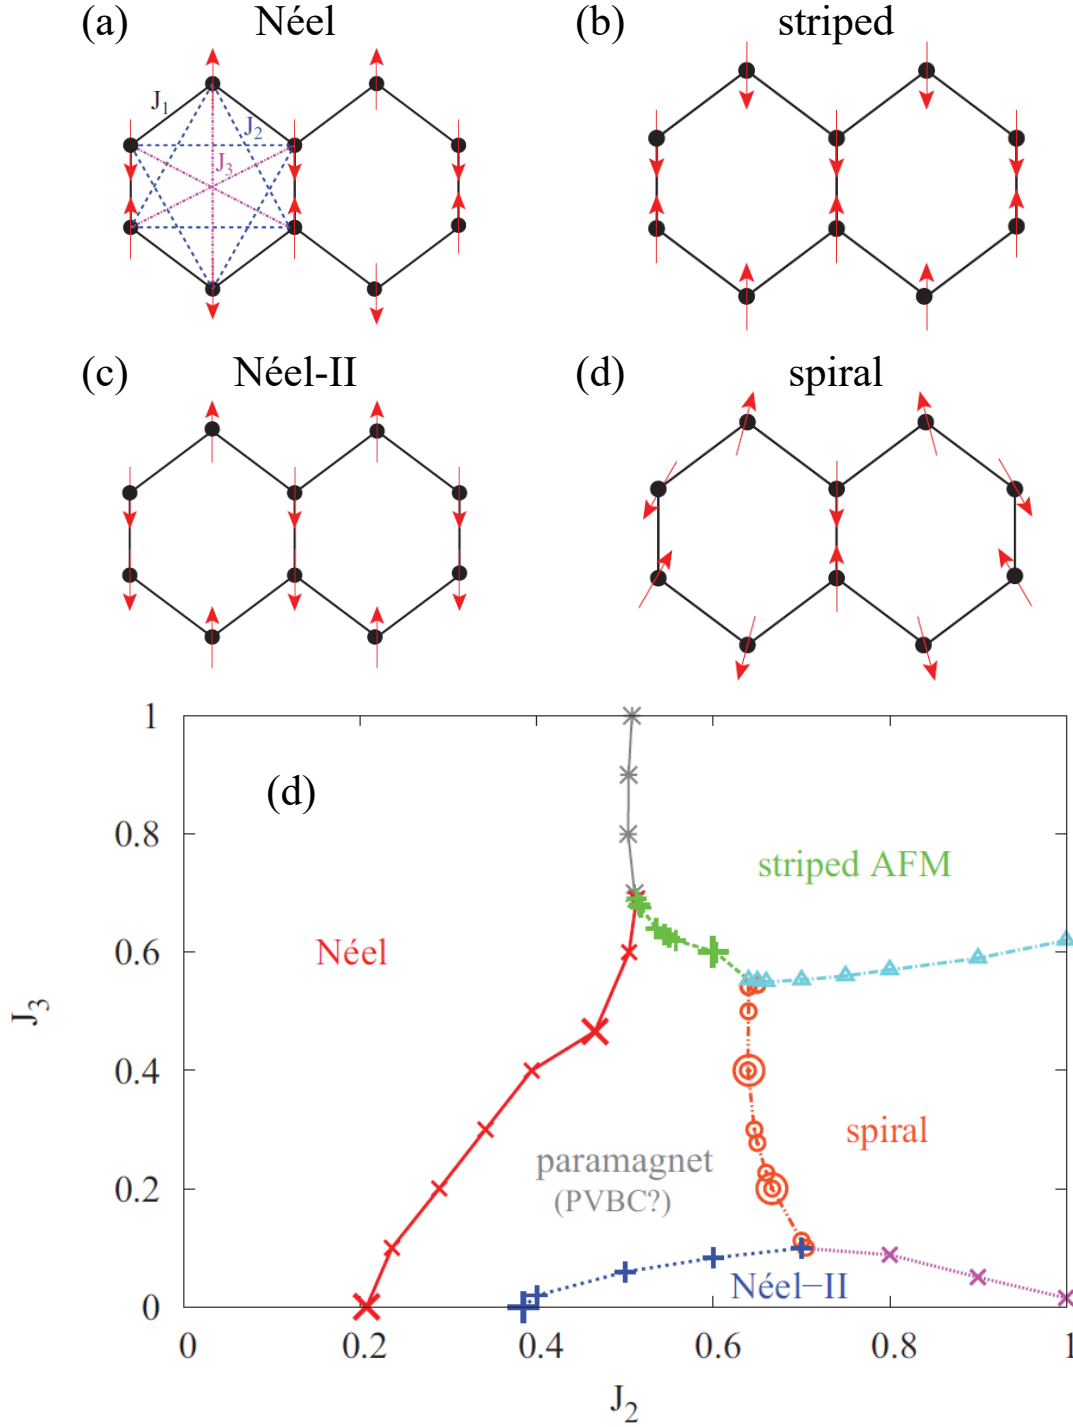 (a) Néel
(b) striped
J₁
J₂
J₃
(c) Néel-II
(d) spiral
1
(d)
0.8
striped AFM
Néel
0.6
J₃
0.4
spiral
paramagnet
(PVBC?)
0.2
Néel−II
0
0 0.2 0.4 0.6 0.8 1
J₂